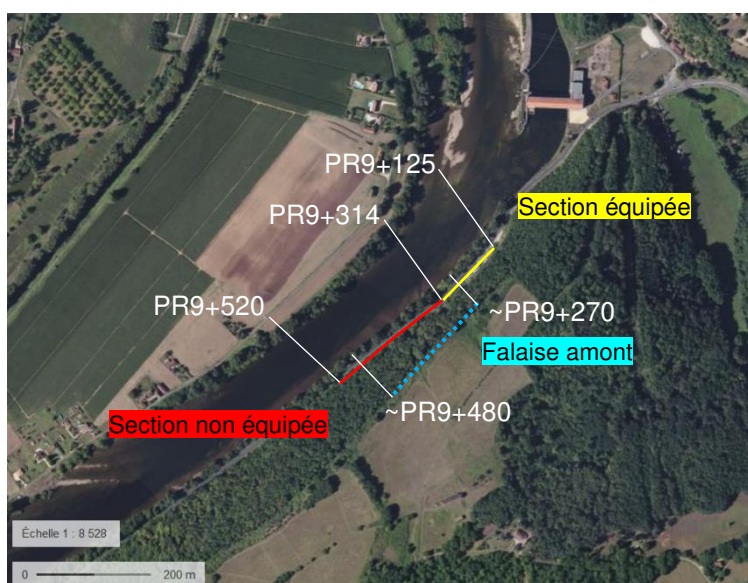 PR9+125
Section équipée
PR9+314
PR9+520
~PR9+270
Falaise amont
~PR9+480
Section non équipée
Échelle 1 : 8 528
0 200 m